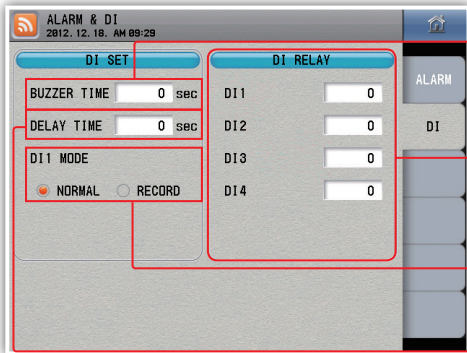 ALARM & DI
2012. 12. 18. AM 09:29
DI SET
BUZZER TIME 0 sec
DELAY TIME 0 sec
DI1 MODE
NORMAL RECORD
DI RELAY
DI1 0
DI2 0
DI3 0
DI4 0
ALARM
DI